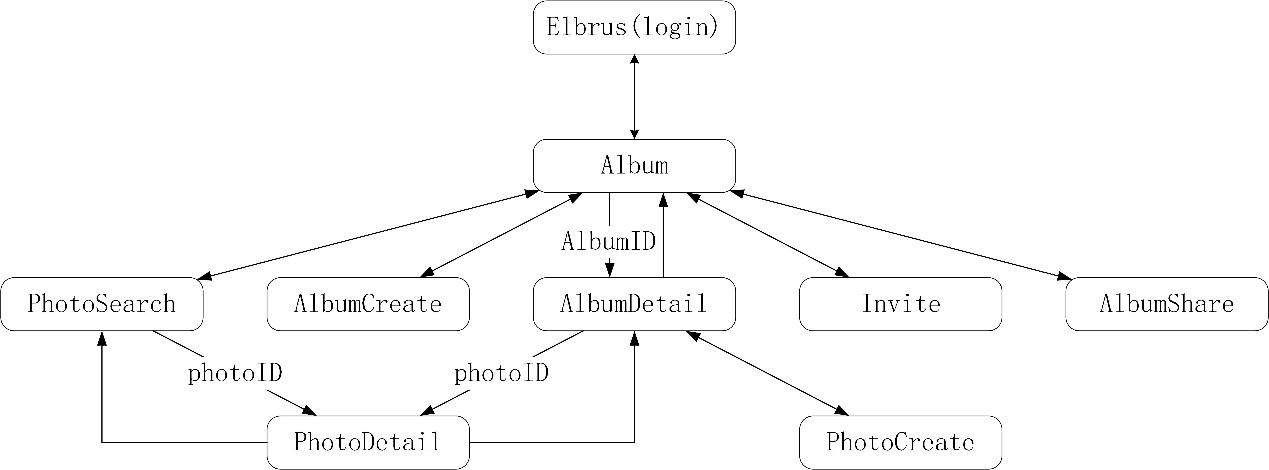 Elbrus(login)
Album
AlbumID
PhotoSearch
AlbumCreate
AlbumDetail
Invite
AlbumShare
photoID
photoID
PhotoDetail
PhotoCreate